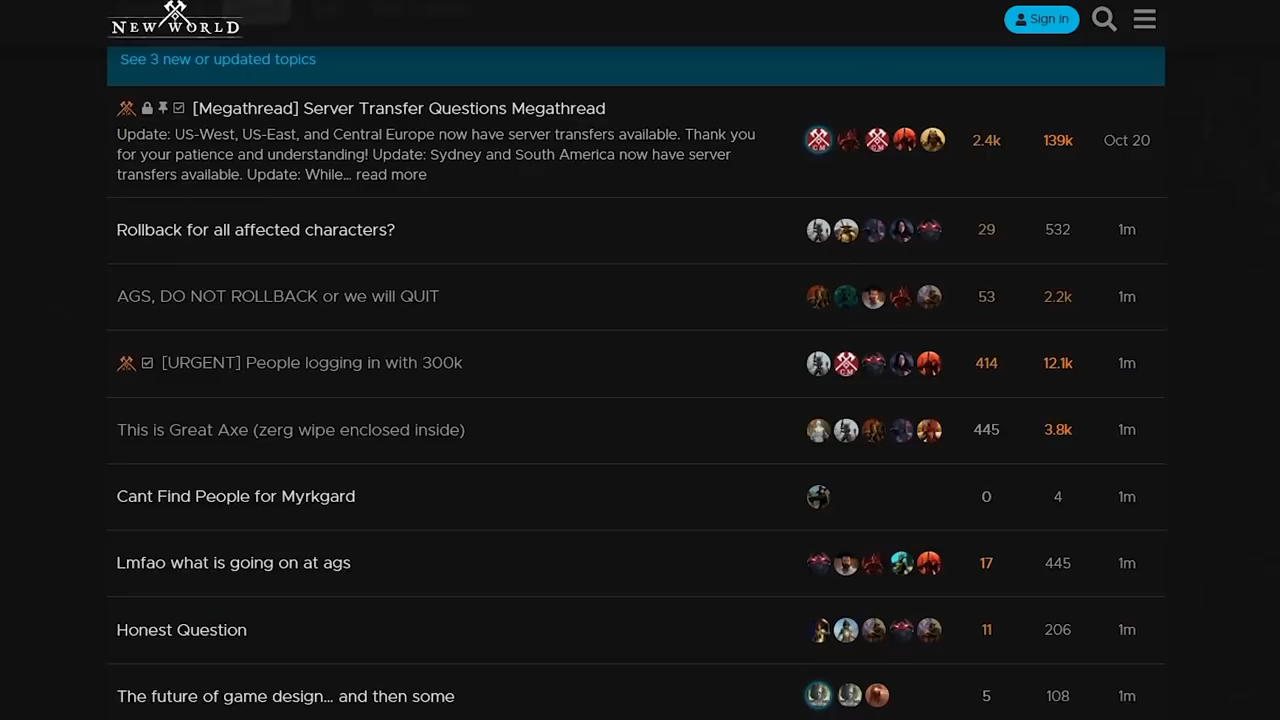 NEW WORLD
Sign in
See 3 new or updated topics
[Megathread] Server Transfer Questions Megathread
Update: US-West, US-East, and Central Europe now have server transfers available. Thank you
for your patience and understanding! Update: Sydney and South America now have server
transfers available. Update: While... read more
2.4k 139k Oct 20
Rollback for all affected characters? 29 532 1m
AGS, DO NOT ROLLBACK or we will QUIT 53 2.2k 1m
[URGENT] People logging in with 300k 414 12.1k 1m
This is Great Axe (zerg wipe enclosed inside) 445 3.8k 1m
Cant Find People for Myrkgard 0 4 1m
Lmfao what is going on at ags 17 445 1m
Honest Question 11 206 1m
The future of game design... and then some 5 108 1m